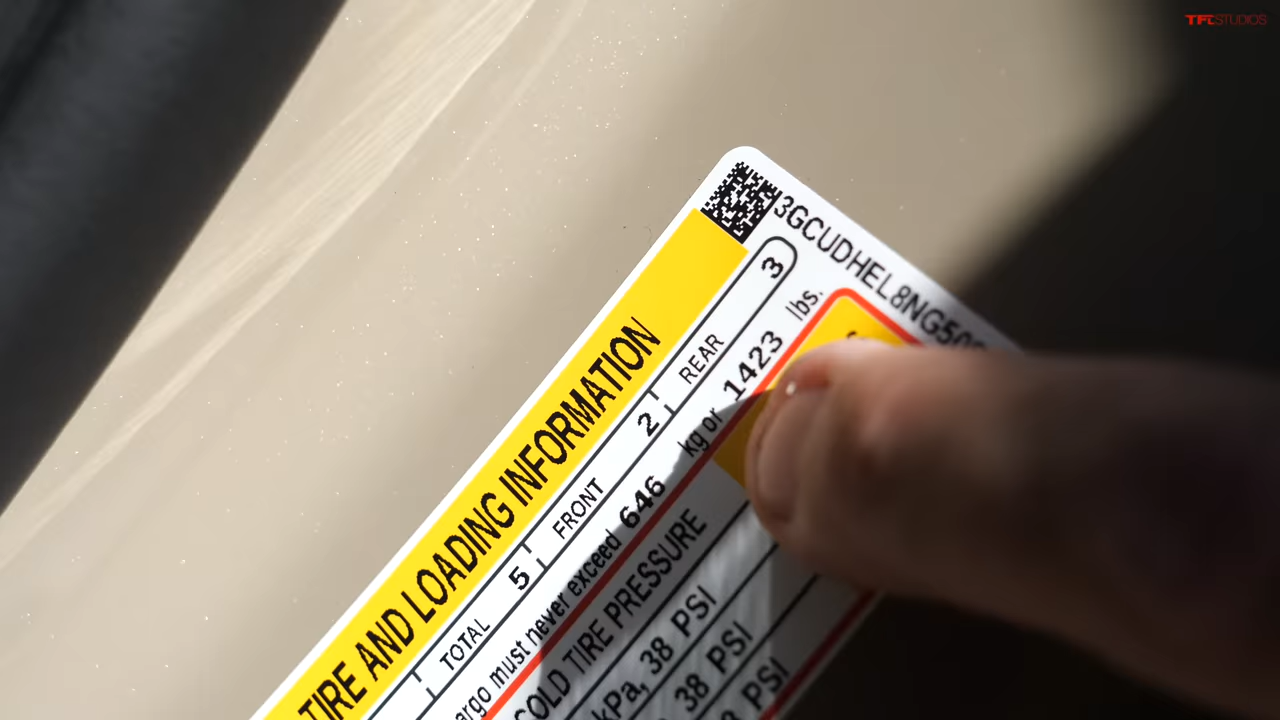 TFLSTUDIOS
3GCUDHEL8NG50
TIRE AND LOADING INFORMATION
TOTAL 5 FRONT 2 REAR 3
must never exceed 646 kg or 1423 lbs.
COLD TIRE PRESSURE
kPa, 38 PSI
38 PSI
PSI